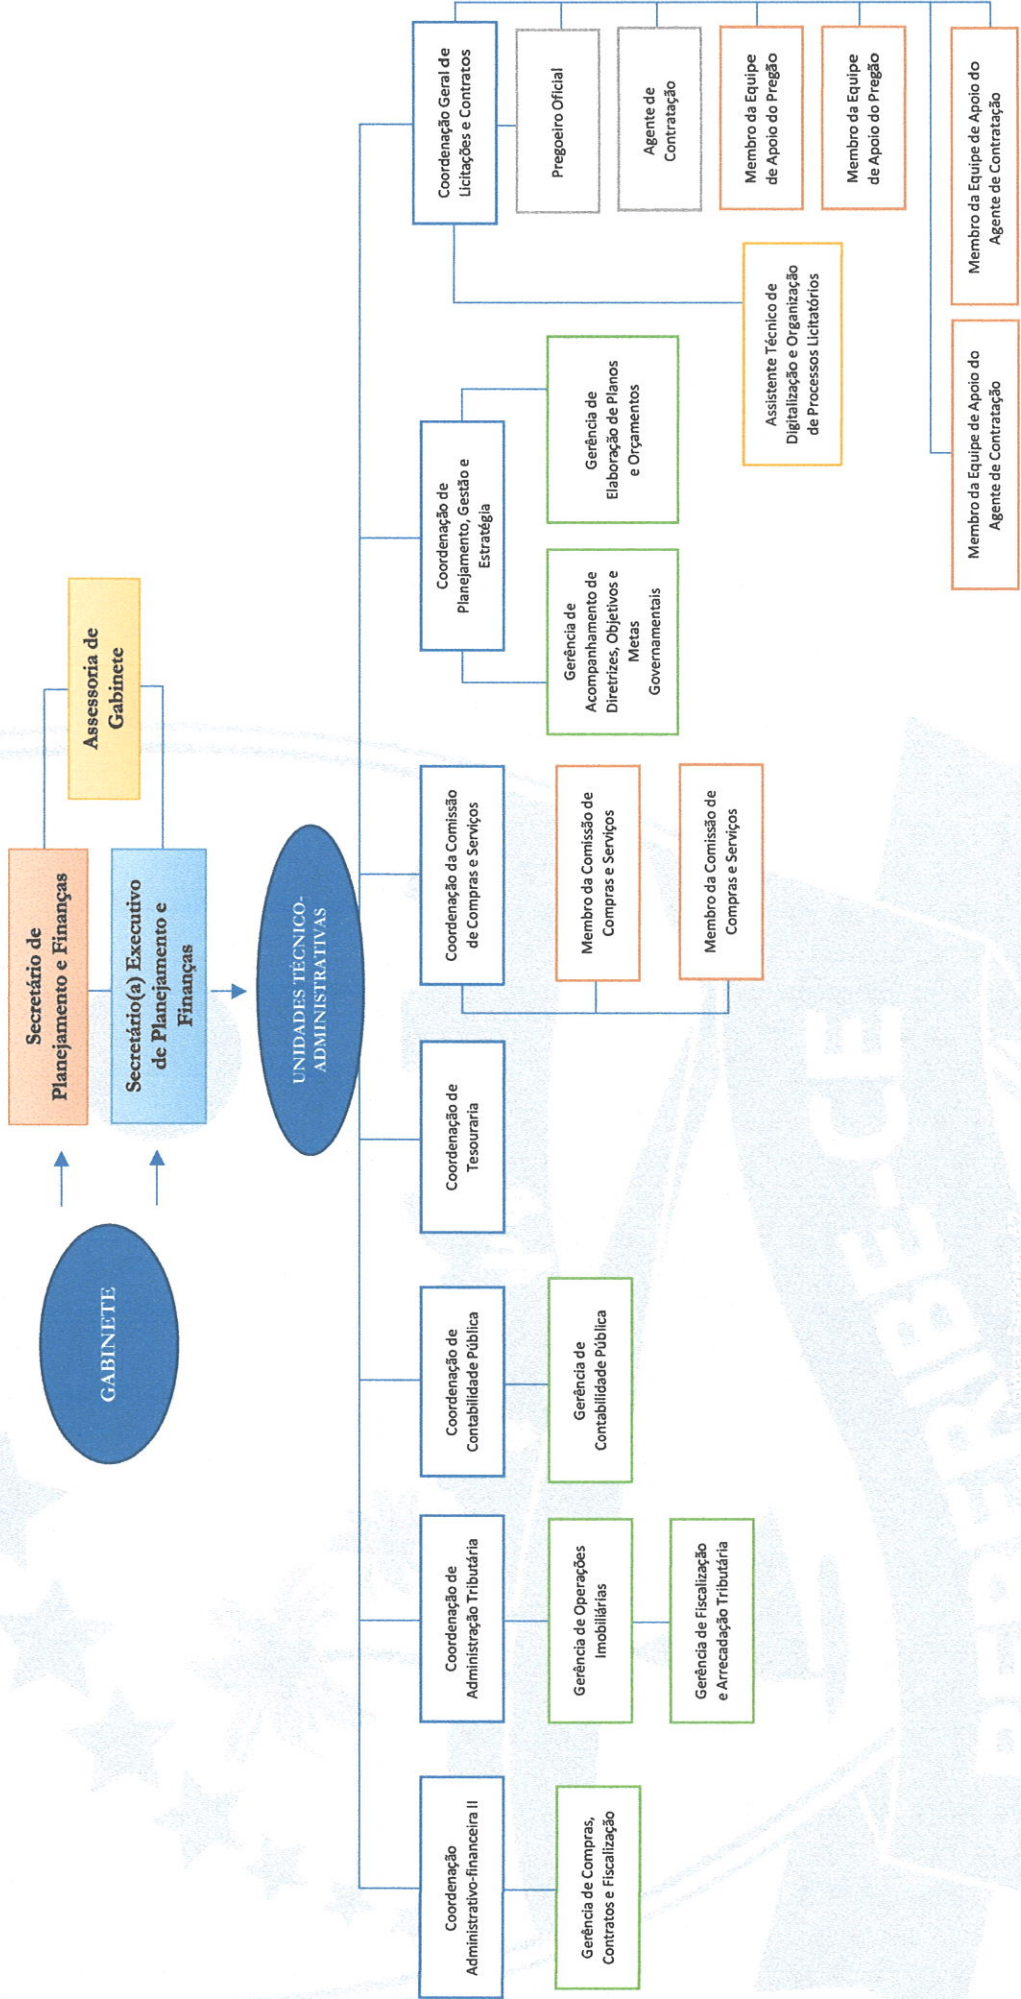 GABINETE
Secretário de
Planejamento e Finanças
Secretário(a) Executivo
de Planejamento e
Finanças
Assessoria de
Gabinete
UNIDADES TÉCNICO-
ADMINISTRATIVAS
Coordenação
Administrativo-financeira II
Gerência de Compras,
Contratos e Fiscalização
Coordenação de
Administração Tributária
Gerência de Operações
Imobiliárias
Gerência de Fiscalização
e Arrecadação Tributária
Coordenação de
Contabilidade Pública
Gerência de
Contabilidade Pública
Coordenação de
Tesouraria
Coordenação da Comissão
de Compras e Serviços
Membro da Comissão de
Compras e Serviços
Membro da Comissão de
Compras e Serviços
Coordenação de
Planejamento, Gestão e
Estratégia
Gerência de
Acompanhamento de
Diretrizes, Objetivos e
Metas
Governamentais
Gerência de
Elaboração de Planos
e Orçamentos
Coordenação Geral de
Licitações e Contratos
Pregoeiro Oficial
Agente de
Contratação
Membro da Equipe
de Apoio do Pregão
Membro da Equipe
de Apoio do Pregão
Assistente Técnico de
Digitalização e Organização
de Processos Licitatórios
Membro da Equipe de Apoio do
Agente de Contratação
Membro da Equipe de Apoio do
Agente de Contratação